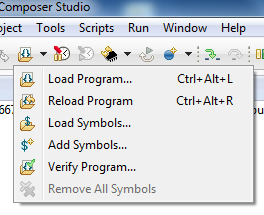 Composer Studio
oject Tools Scripts Run Window Help
Load Program... Ctrl+Alt+L
Reload Program Ctrl+Alt+R
Load Symbols...
Add Symbols...
Verify Program...
Remove All Symbols